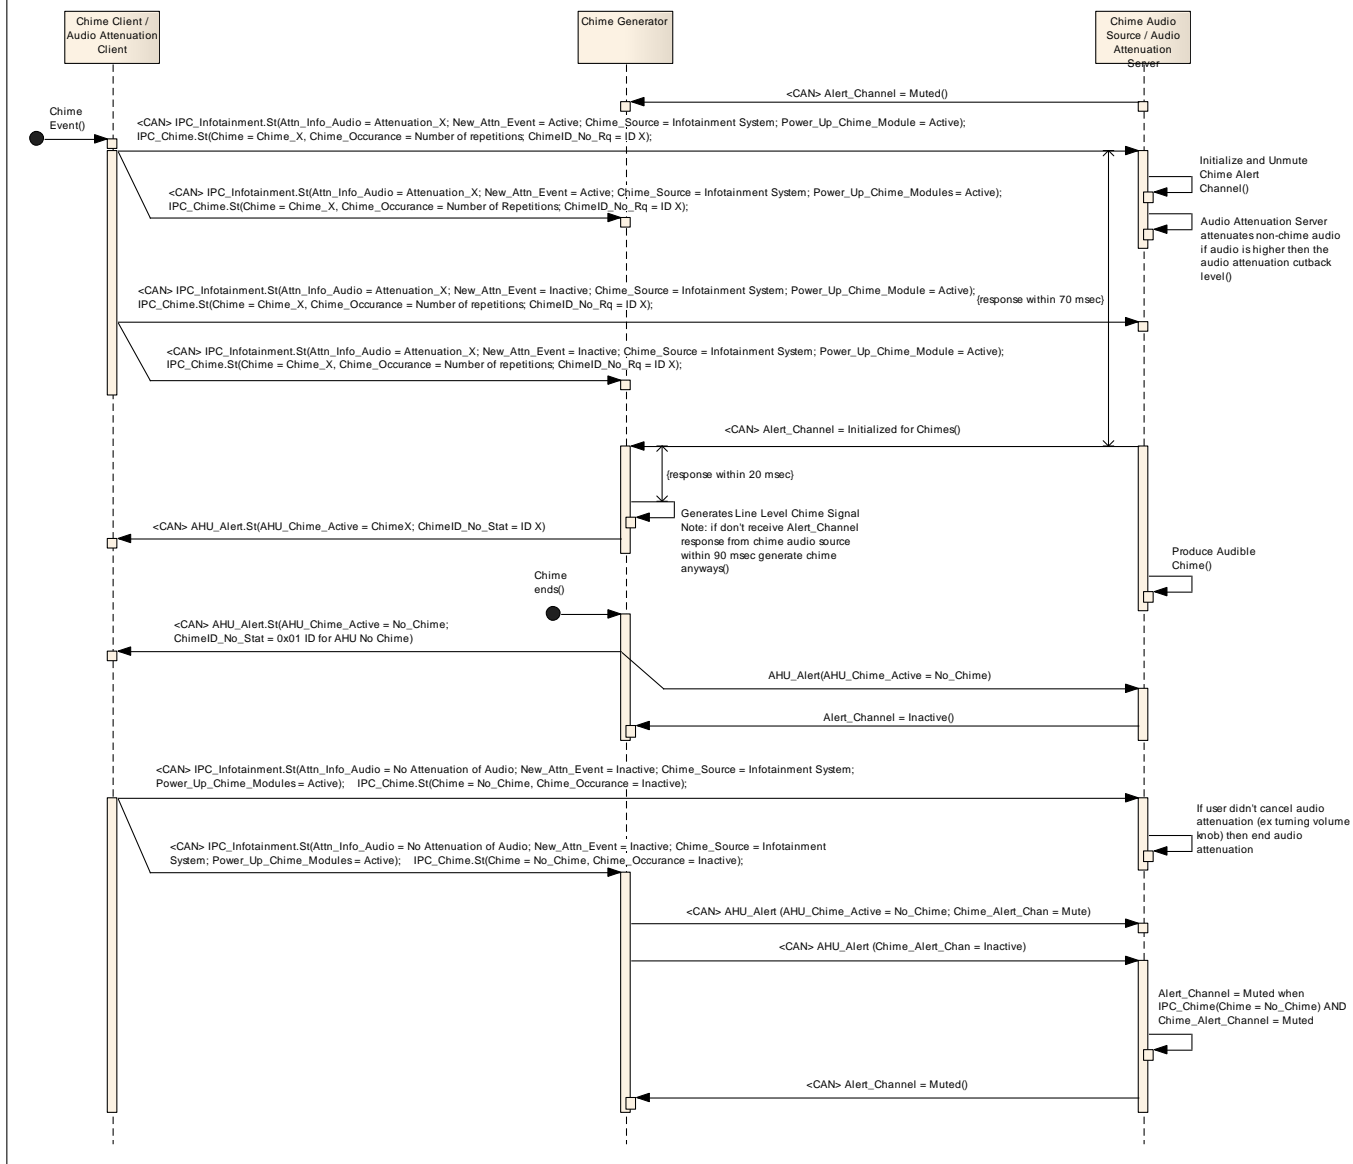 Chime Client /
Audio Attenuation
Client
Chime Generator
Chime Audio
Source / Audio
Attenuation
Server
<CAN> Alert_Channel = Muted()
Chime
Event()
<CAN> IPC_Infotainment.St(Attn_Info_Audio = Attenuation_X; New_Attn_Event = Active; Chime_Source = Infotainment System; Power_Up_Chime_Module = Active);
IPC_Chime.St(Chime = Chime_X, Chime_Occurance = Number of repetitions; ChimeID_No_Rq = ID X);
Initialize and Unmute
Chime Alert
Channel()
<CAN> IPC_Infotainment.St(Attn_Info_Audio = Attenuation_X; New_Attn_Event = Active; Chime_Source = Infotainment System; Power_Up_Chime_Modules = Active);
IPC_Chime.St(Chime = Chime_X, Chime_Occurance = Number of Repetitions; ChimeID_No_Rq = ID X);
Audio Attenuation Server
attenuates non-chime audio
if audio is higher then the
audio attenuation cutback
level()
<CAN> IPC_Infotainment.St(Attn_Info_Audio = Attenuation_X; New_Attn_Event = Inactive; Chime_Source = Infotainment System; Power_Up_Chime_Module = Active);
IPC_Chime.St(Chime = Chime_X, Chime_Occurance = Number of repetitions; ChimeID_No_Rq = ID X);
{response within 70 msec}
<CAN> IPC_Infotainment.St(Attn_Info_Audio = Attenuation_X; New_Attn_Event = Inactive; Chime_Source = Infotainment System; Power_Up_Chime_Module = Active);
IPC_Chime.St(Chime = Chime_X, Chime_Occurance = Number of repetitions; ChimeID_No_Rq = ID X);
<CAN> Alert_Channel = Initialized for Chimes()
{response within 20 msec}
Generates Line Level Chime Signal
Note: if don't receive Alert_Channel
response from chime audio source
within 90 msec generate chime
anyways()
<CAN> AHU_Alert.St(AHU_Chime_Active = ChimeX; ChimeID_No_Stat = ID X)
Produce Audible
Chime()
Chime
ends()
<CAN> AHU_Alert.St(AHU_Chime_Active = No_Chime;
ChimeID_No_Stat = 0x01 ID for AHU No Chime)
AHU_Alert(AHU_Chime_Active = No_Chime)
Alert_Channel = Inactive()
<CAN> IPC_Infotainment.St(Attn_Info_Audio = No Attenuation of Audio; New_Attn_Event = Inactive; Chime_Source = Infotainment System;
Power_Up_Chime_Modules = Active); IPC_Chime.St(Chime = No_Chime, Chime_Occurance = Inactive);
If user didn't cancel audio
attenuation (ex turning volume
knob) then end audio
attenuation
<CAN> IPC_Infotainment.St(Attn_Info_Audio = No Attenuation of Audio; New_Attn_Event = Inactive; Chime_Source = Infotainment
System; Power_Up_Chime_Modules = Active); IPC_Chime.St(Chime = No_Chime, Chime_Occurance = Inactive);
<CAN> AHU_Alert (AHU_Chime_Active = No_Chime; Chime_Alert_Chan = Mute)
<CAN> AHU_Alert (Chime_Alert_Chan = Inactive)
Alert_Channel = Muted when
IPC_Chime(Chime = No_Chime) AND
Chime_Alert_Channel = Muted
<CAN> Alert_Channel = Muted()